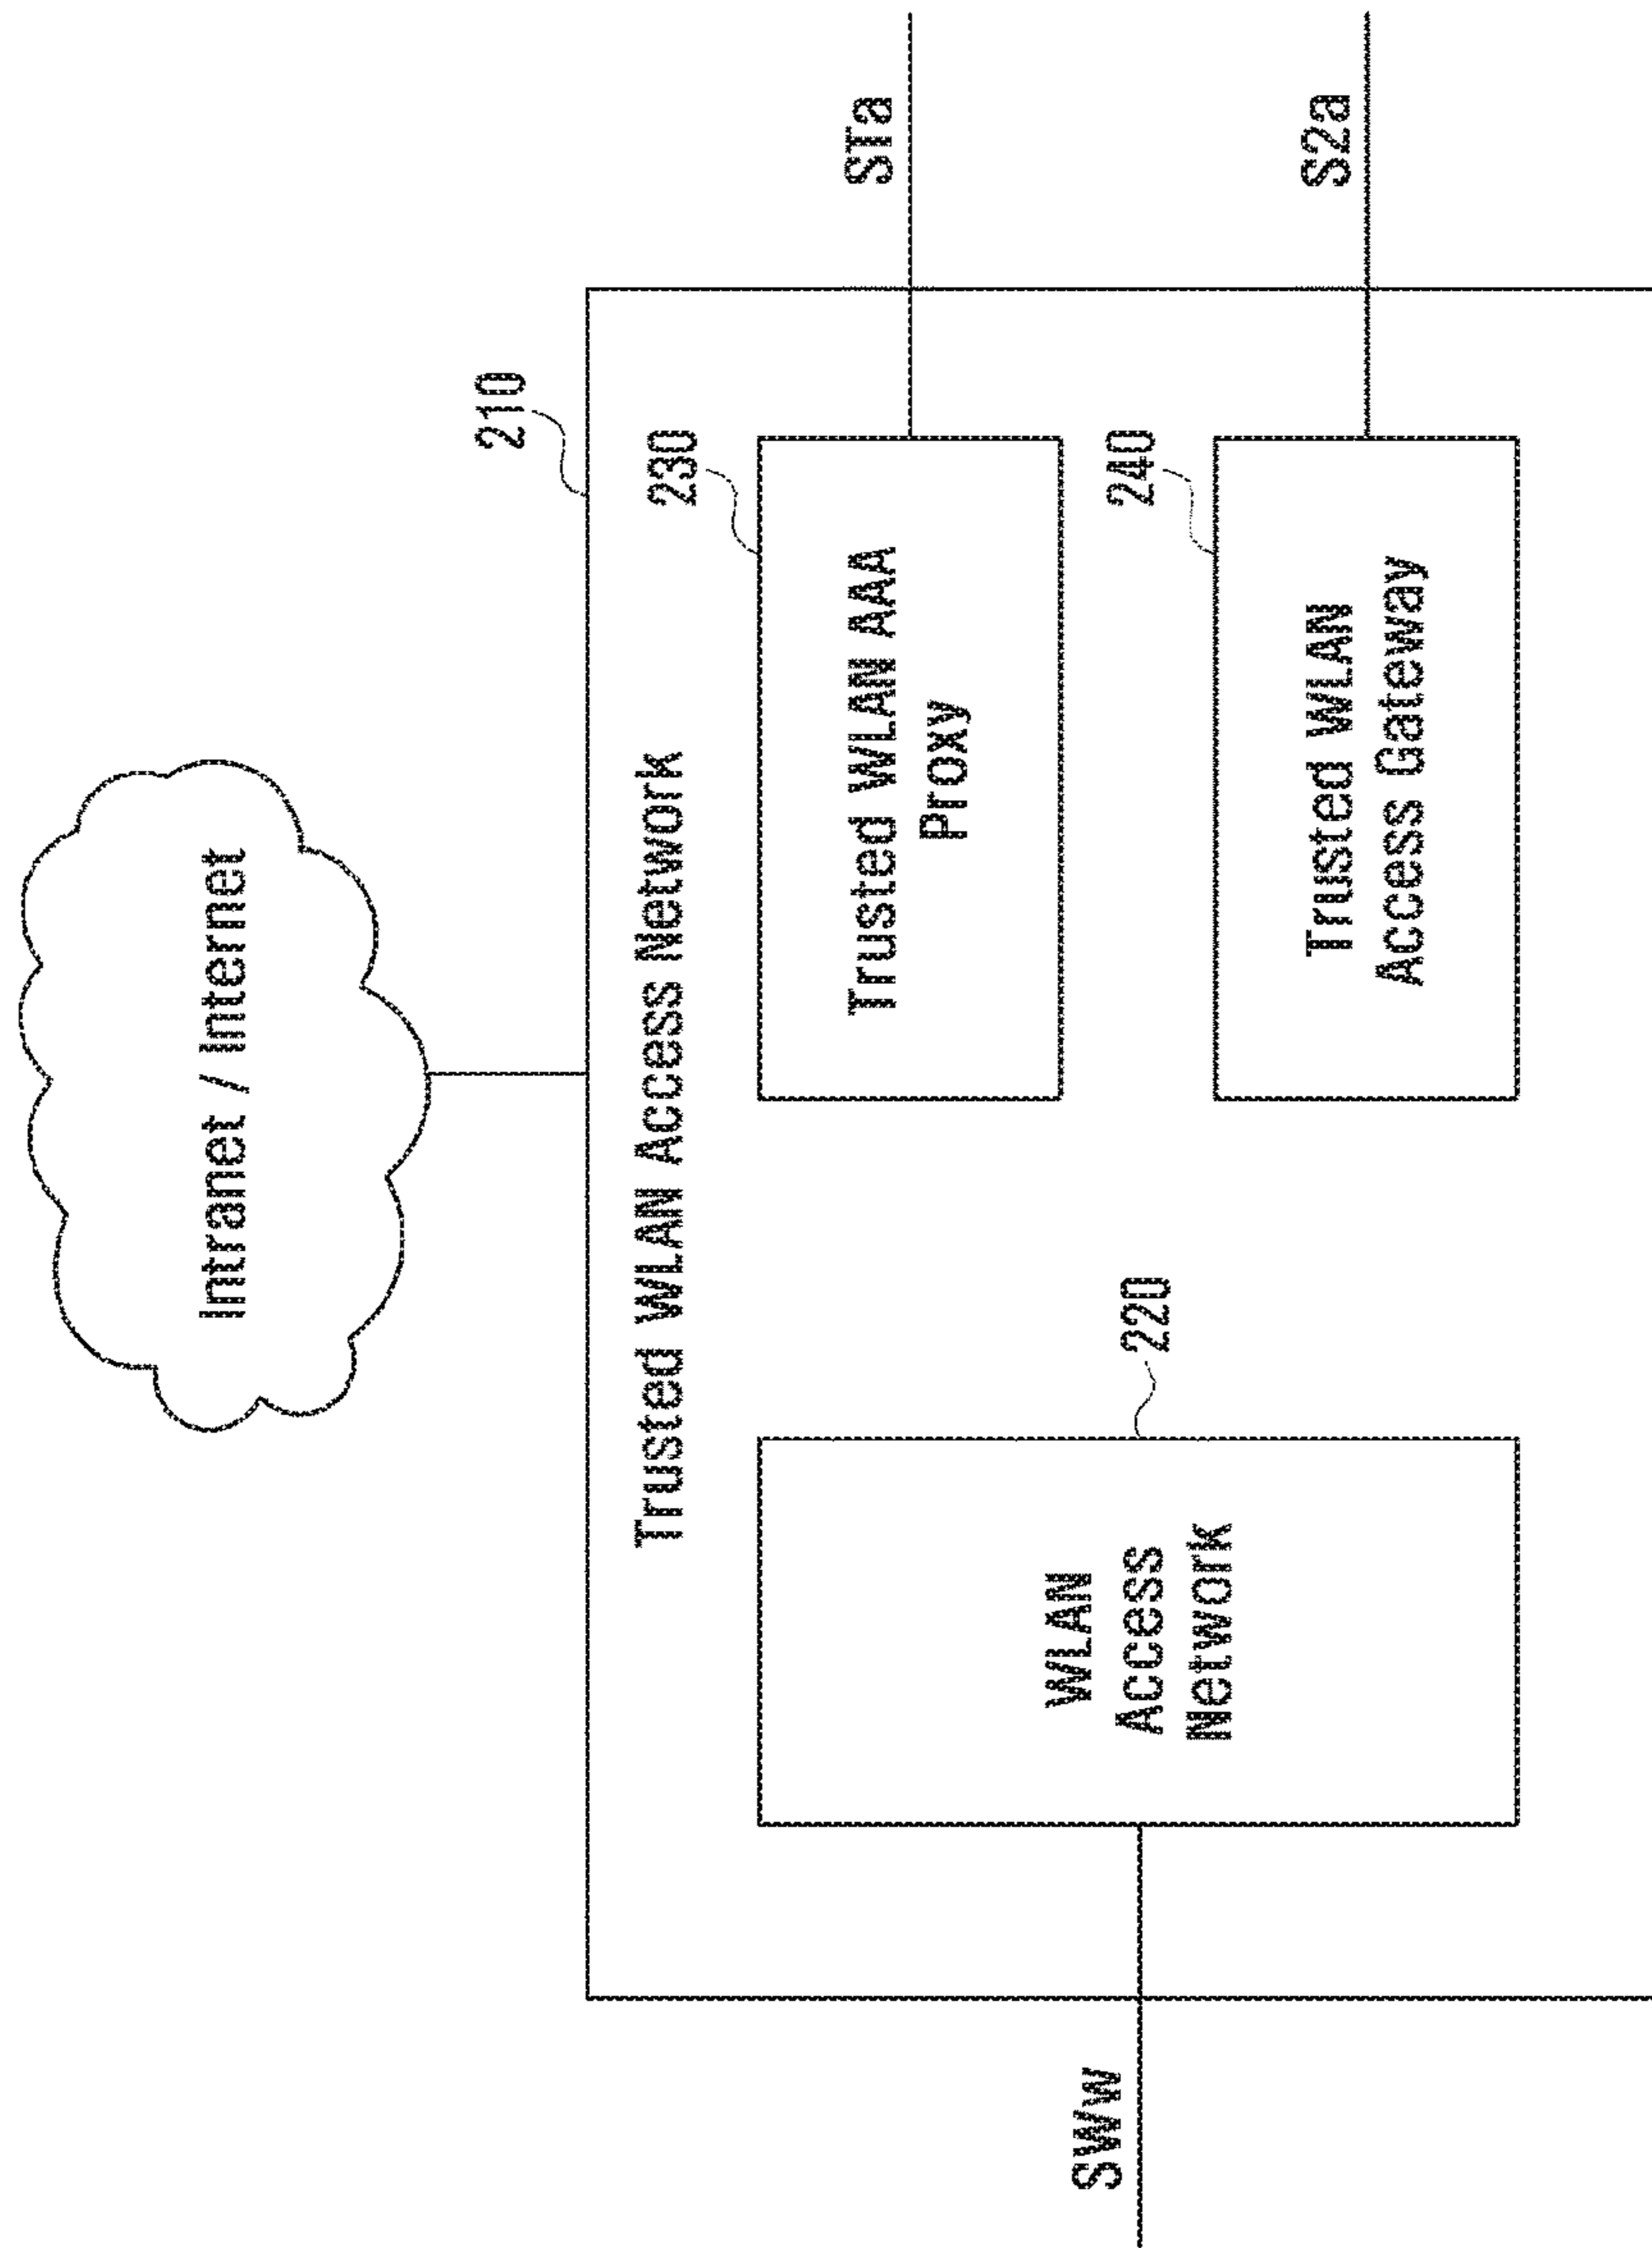 Intranet / Internet
210
Trusted WLAN Access Network
230
Trusted WLAN AAA
Proxy
STa
220
WLAN
Access
Network
SWw
240
Trusted WLAN
Access Gateway
S2a